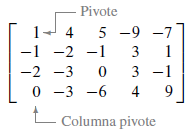 Pivote
1 4 5 -9 -7
-1 -2 -1 3 1
-2 -3 0 3 -1
0 -3 -6 4 9
Columna pivote